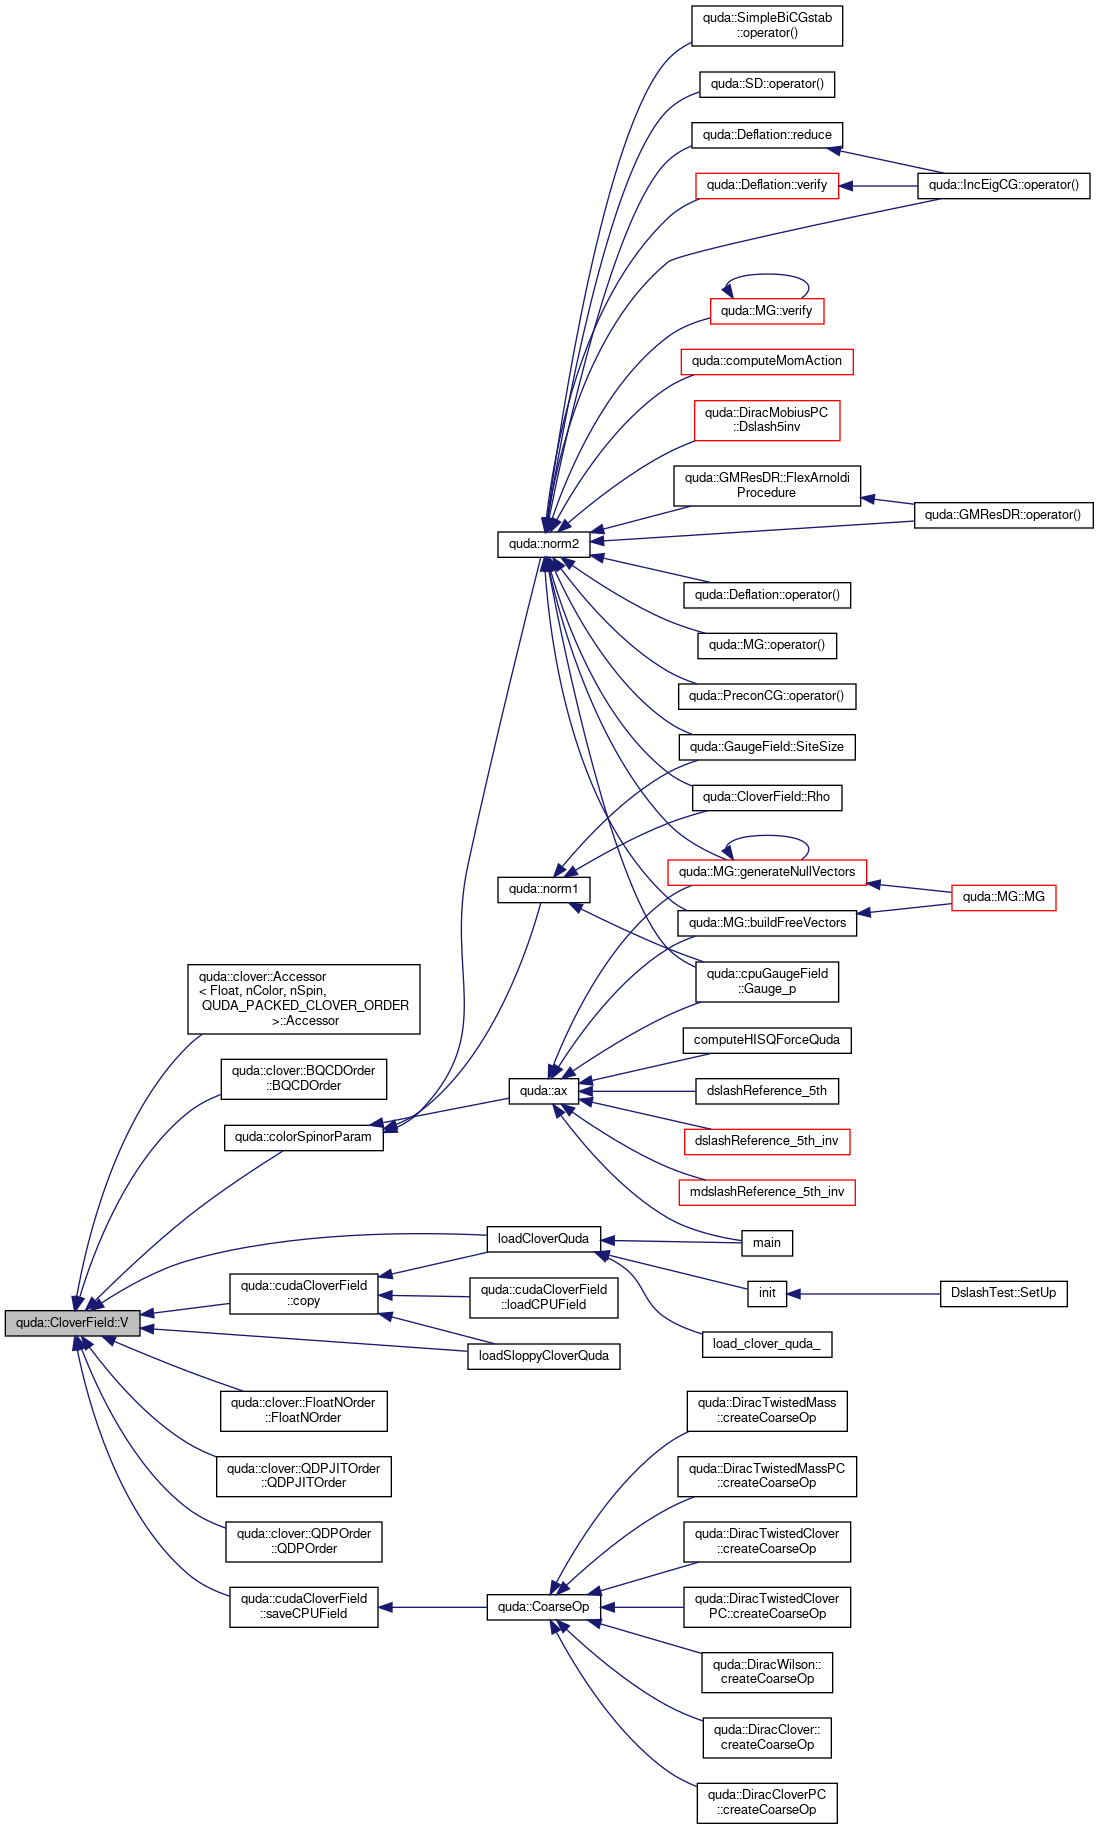 quda::SimpleBiCGstab
::operator()
quda::SD::operator()
quda::Deflation::reduce
quda::Deflation::verify
quda::IncEigCG::operator()
quda::MG::verify
quda::computeMomAction
quda::DiracMobiusPC
::Dslash5inv
quda::GMResDR::FlexArnoldi
Procedure
quda::GMResDR::operator()
quda::norm2
quda::Deflation::operator()
quda::MG::operator()
quda::PreconCG::operator()
quda::GaugeField::SiteSize
quda::CloverField::Rho
quda::norm1
quda::MG::generateNullVectors
quda::MG::MG
quda::MG::buildFreeVectors
quda::cpuGaugeField
::Gauge_p
quda::clover::Accessor
< Float, nColor, nSpin,
QUDA_PACKED_CLOVER_ORDER
>::Accessor
computeHISQForceQuda
quda::clover::BQCDOrder
::BQCDOrder
quda::ax
dslashReference_5th
quda::colorSpinorParam
dslashReference_5th_inv
mdslashReference_5th_inv
loadCloverQuda
main
quda::cudaCloverField
::copy
quda::cudaCloverField
::loadCPUField
init
DslashTest::SetUp
quda::CloverField::V
load_clover_quda_
loadSloppyCloverQuda
quda::clover::FloatNOrder
::FloatNOrder
quda::DiracTwistedMass
::createCoarseOp
quda::clover::QDPJITOrder
::QDPJITOrder
quda::DiracTwistedMassPC
::createCoarseOp
quda::clover::QDPOrder
::QDPOrder
quda::DiracTwistedClover
::createCoarseOp
quda::cudaCloverField
::saveCPUField
quda::CoarseOp
quda::DiracTwistedClover
PC::createCoarseOp
quda::DiracWilson::
createCoarseOp
quda::DiracClover::
createCoarseOp
quda::DiracCloverPC
::createCoarseOp